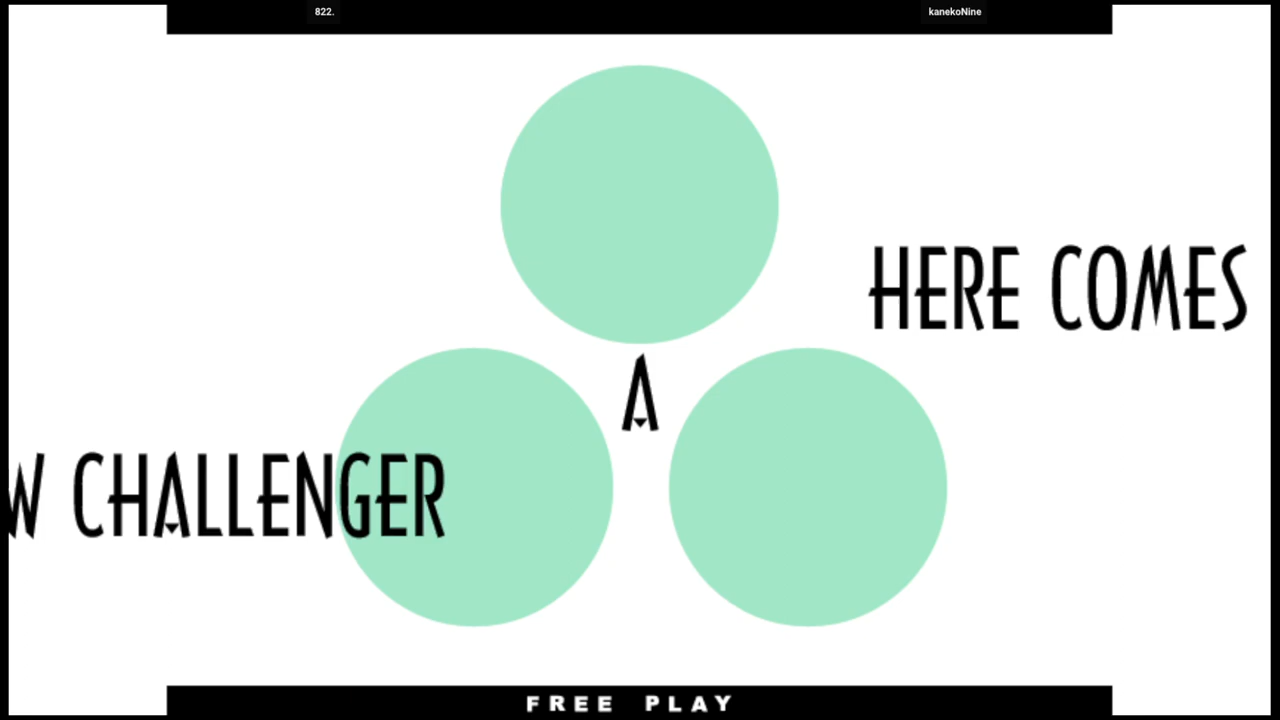 822.
kanekoNine
HERE COMES
A
W CHALLENGER
FREE PLAY